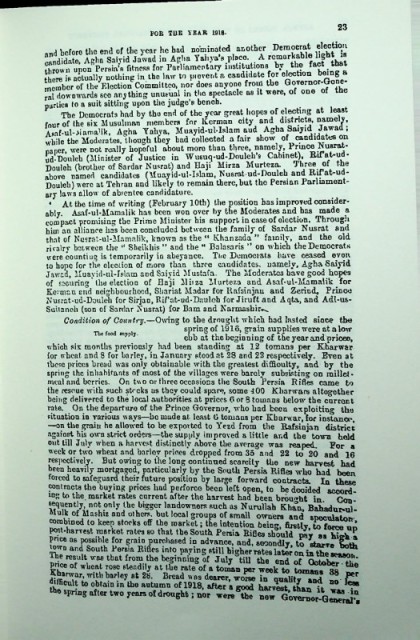 FOR THE YEAR 1918. 23
and before the end of the year he had nominated another Democrat election
candidate, Agha Saiyid Jawad in Agha Yahya's place. A remarkable light is
thrown upon Persia's fitness for Parliamentary institutions by the fact that
there is actually nothing in the law to prevent a candidate for election being a
member of the Election Committee, nor does anyone from the Governor-Gene-
ral downwards see anything unusual in the spectacle as it were, of one of the
parties to a suit sitting upon the judge's bench.
The Democrats had by the end of the year great hopes of electing at least
four of the six Musulman members for Kerman city and districts, namely,
Asaf-ul-Mamalik, Agha Yahya, Muayid-ul-Islam and Agha Saiyid Jawad;
while the Moderates, though they had collected a fair show of candidates on
paper, were not really hopeful about more than three, namely, Prince Nusrat-
ud-Douleh (Minister of Justice in Wusuq-ud-Douleh's Cabinet), Rif'at-ud-
Douleh (brother of Sardar Nusrat) and Haji Mirza Murteza. Three of the
above named candidates (Muayid-ul-Islam, Nusrat-ud-Douleh and Rif'at-ud-
Douleh) were at Tehran and likely to remain there, but the Persian Parliament-
ary laws allow of absentee candidature.
At the time of writing (February 10th) the position has improved consider-
ably. Asaf-ul-Mamalik has been won over by the Moderates and has made a
compact promising the Prime Minister his support in case of election. Through
him an alliance has been concluded between the family of Sardar Nusrat and
that of Nusrat-ul-Mamalik, known as the "Khanzada" family, and the old
rivalry between the "Sheikhis" and the "Balasaris" on which the Democrats
were counting is temporarily in abeyance. The Democrats have ceased even
to hope for the election of more than three candidates, namely, Agha Saiyid
Jawad, Muayid-ul-Islam and Saiyid Mustafa. The Moderates have good hopes
of securing the election of Haji Mirza Murteza and Asaf-ul-Mamalik for
Kerman and neighbourhood, Shariat Madar for Rafsinjan and Zerind, Prince
Nusrat-ud-Douleh for Sirjan, Rif'at-ud-Douleh for Jiruft and Aqta, and Adl-us-
Sultaneh (son of Sardar Nusrat) for Bam and Narmashir.
Condition of Country.—Owing to the drought which had lasted since the
The food supply. spring of 1916, grain supplies were at a low
ebb at the beginning of the year and prices,
which six months previously had been standing at 12 tomans per Kharwar
for wheat and 8 for barley, in January stood at 28 and 22 respectively. Even at
these prices bread was only obtainable with the greatest difficulty, and by the
spring the inhabitants of most of the villages were barely subsisting on millet-
meal and berries. On two or three occasions the South Persia Rifles came to
the rescue with such stocks as they could spare, some 400 Kharwars altogether
being delivered to the local authorities at prices 6 or 8 tomans below the current
rate. On the departure of the Prince Governor, who had been exploiting the
situation in various ways—he made at least 6 tomans per Kharwar, for instance,
—on the grain he allowed to be exported to Yezd from the Rafsinjan district
against his own strict orders—the supply improved a little and the town held
out till July when a harvest distinctly above the average was reaped. For a
week or two wheat and barley prices dropped from 35 and 22 to 20 and 16
respectively. But owing to the long continued scarcity the new harvest had
been heavily mortgaged, particularly by the South Persia Rifles who had been
forced to safeguard their future position by large forward contracts. In these
contracts the buying prices had perforce been left open, to be decided accord-
ing to the market rates current after the harvest had been brought in. Con-
sequently, not only the bigger landowners such as Nurullah Khan, Bahadur-ul-
Mulk of Mashiz and others, but local groups of small owners and speculators,
combined to keep stocks off the market; the intention being, firstly, to force up
post-harvest market rates so that the South Persia Rifles should pay as high a
price as possible for grain purchased in advance, and, secondly, to starve both
town and South Persia Rifles into paying still higher rates later on in the season.
The result was that from the beginning of July till the end of October the
price of wheat rose steadily at the rate of a toman per week to tomans 38 per
Kharwar, with barley at 28. Bread was dearer, worse in quality and no less
difficult to obtain in the autumn of 1918, after a good harvest, than it was in
the spring after two years of drought; nor were the new Governor-General's